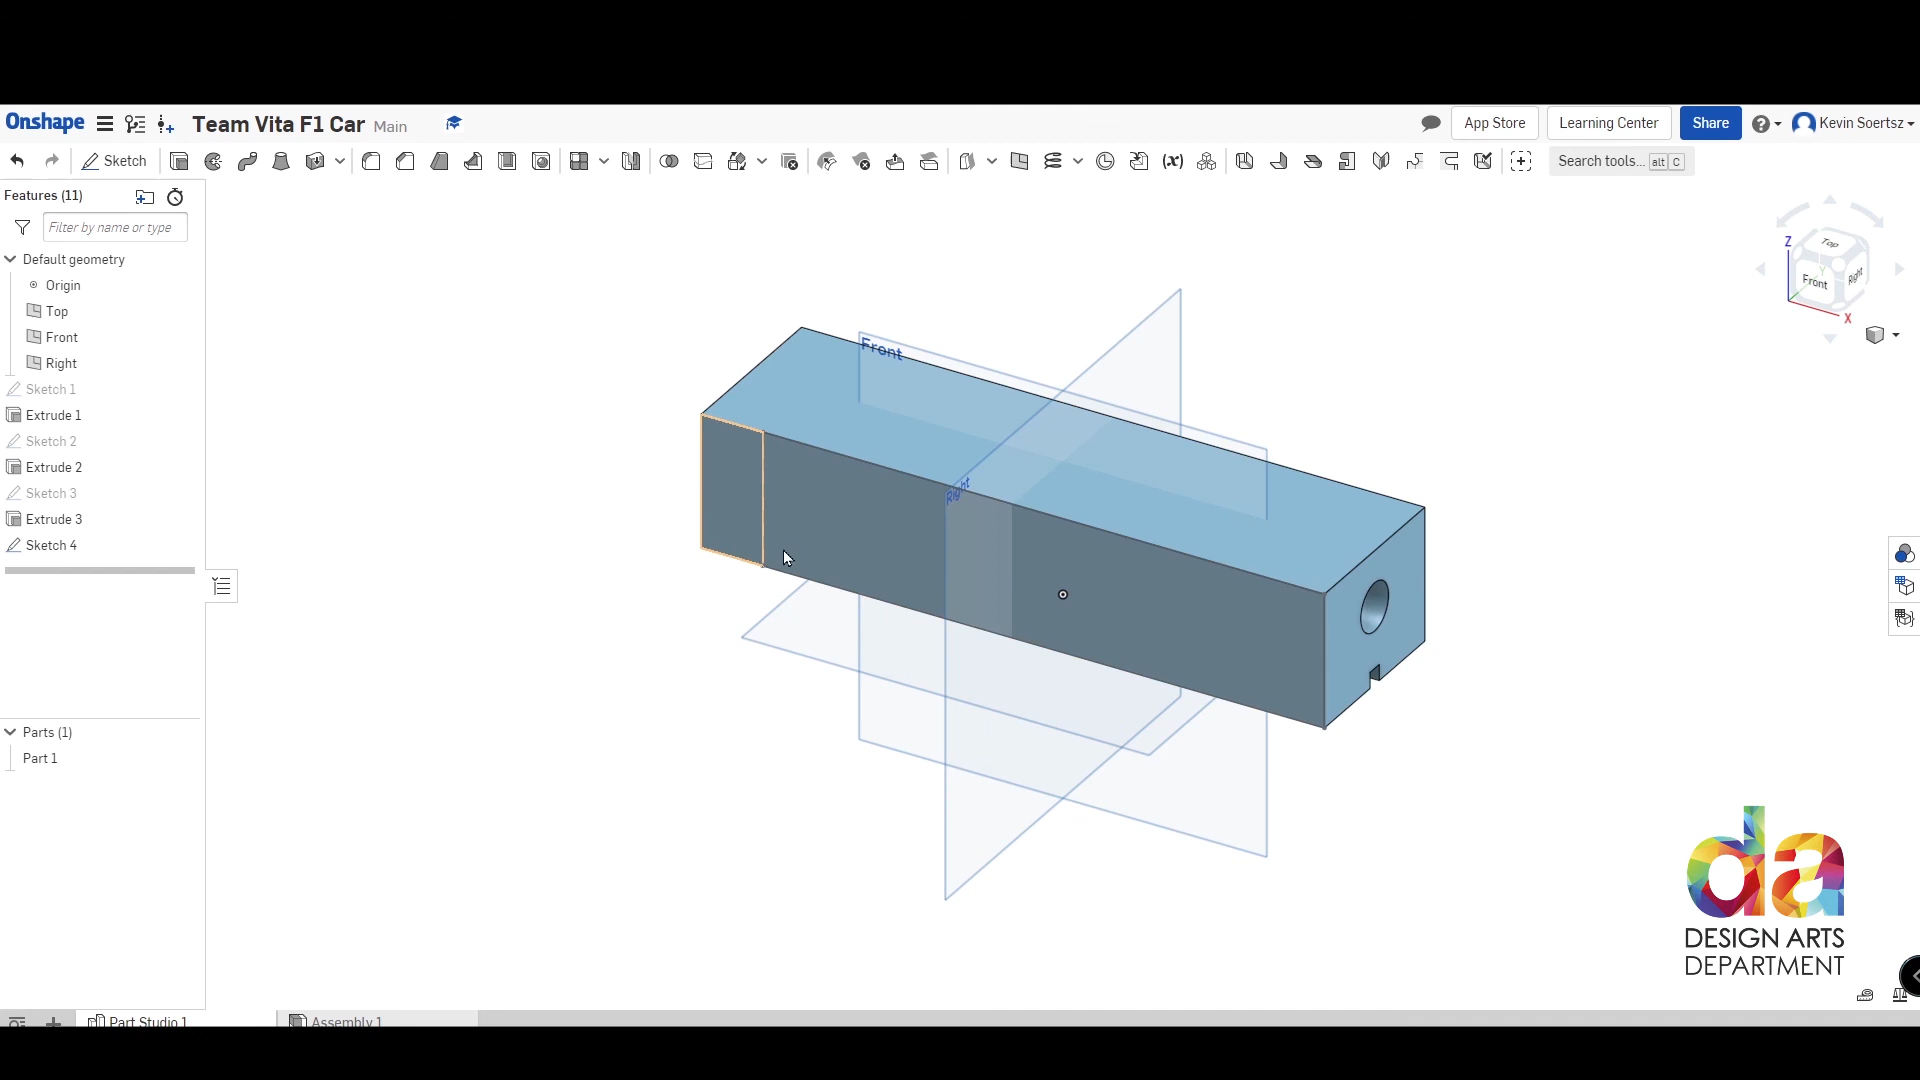 Onshape Team Vita F1 Car Main App Store Learning Center Share Kevin Soertsz
Sketch Search tools... alt C
Features (11)
Filter by name or type
Default geometry
Origin
Top
Front
Right
Sketch 1
Extrude 1
Sketch 2
Extrude 2
Sketch 3
Extrude 3
Sketch 4
Parts (1)
Part 1
Front
Right
Z
Top
Front
Right
Y
X
da
DESIGN ARTS
DEPARTMENT
Part Studio 1 Assembly 1